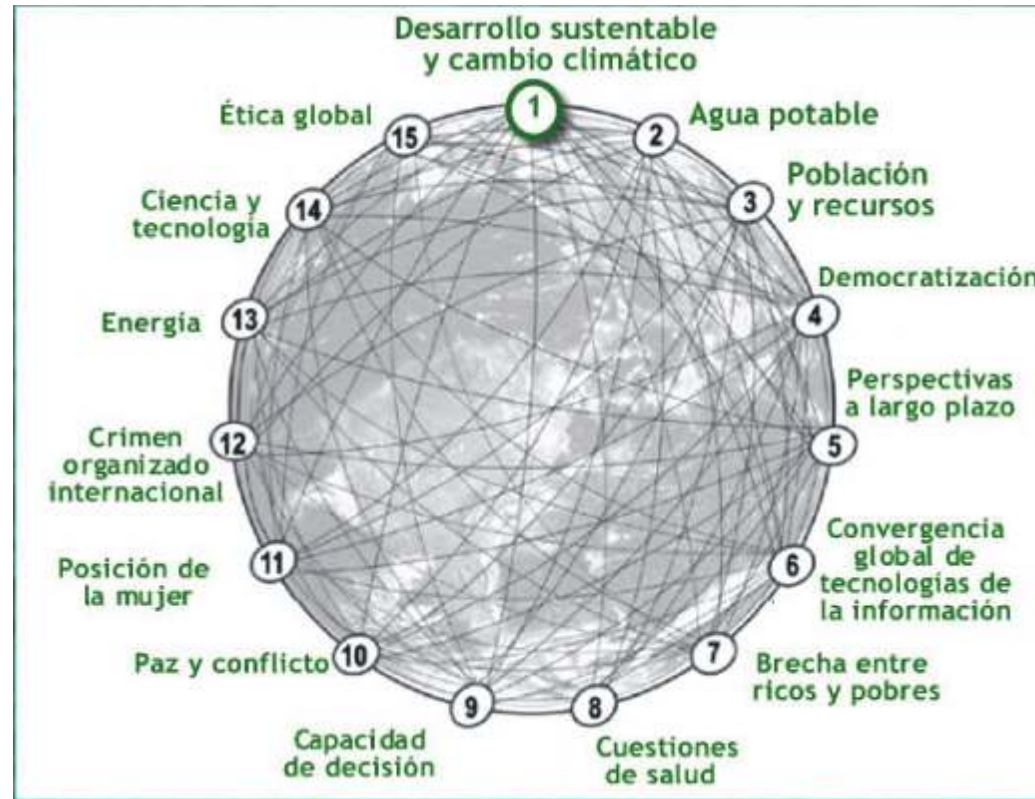 Desarrollo sustentable
y cambio climático
1
2
Agua potable
3
Población
y recursos
Democratización
4
Perspectivas
a largo plazo
5
Convergencia
global de
tecnologías de
la información
6
7
Brecha entre
ricos y pobres
8
Cuestiones
de salud
9
Capacidad
de decisión
10
Paz y conflicto
11
Posición de
la mujer
12
Crimen
organizado
internacional
13
Energía
14
Ciencia y
tecnología
15
Ética global